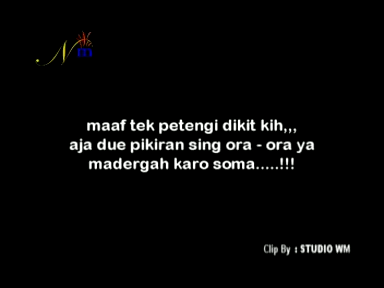 Nm
maaf tek petengi dikit kih,,,
aja due pikiran sing ora - ora ya
madergah karo soma.....!!!
Clip By : STUDIO WM